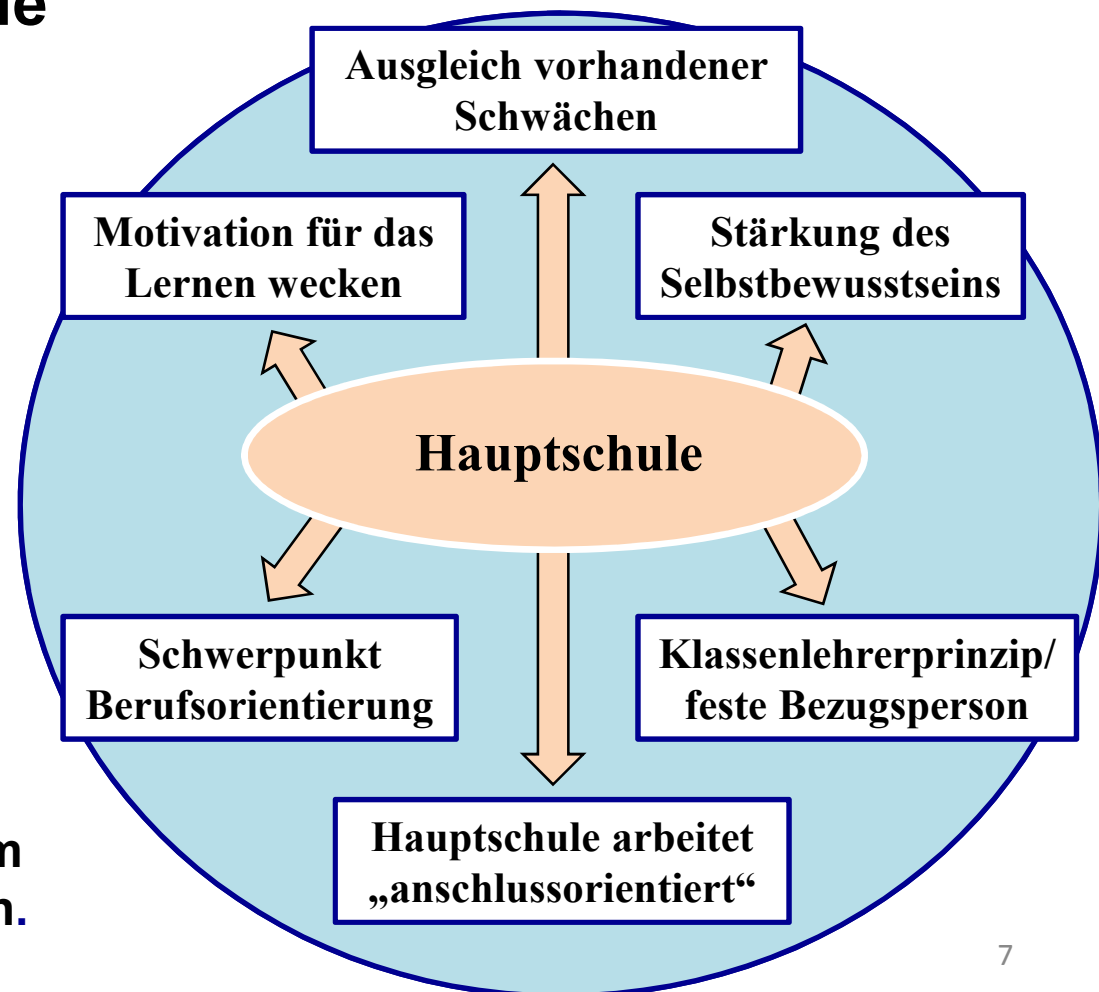 Ausgleich vorhandener
Schwächen
Motivation für das
Lernen wecken
Stärkung des
Selbstbewusstseins
Hauptschule
Schwerpunkt
Berufsorientierung
Klassenlehrerprinzip/
feste Bezugsperson
Hauptschule arbeitet
„anschlussorientiert“
7